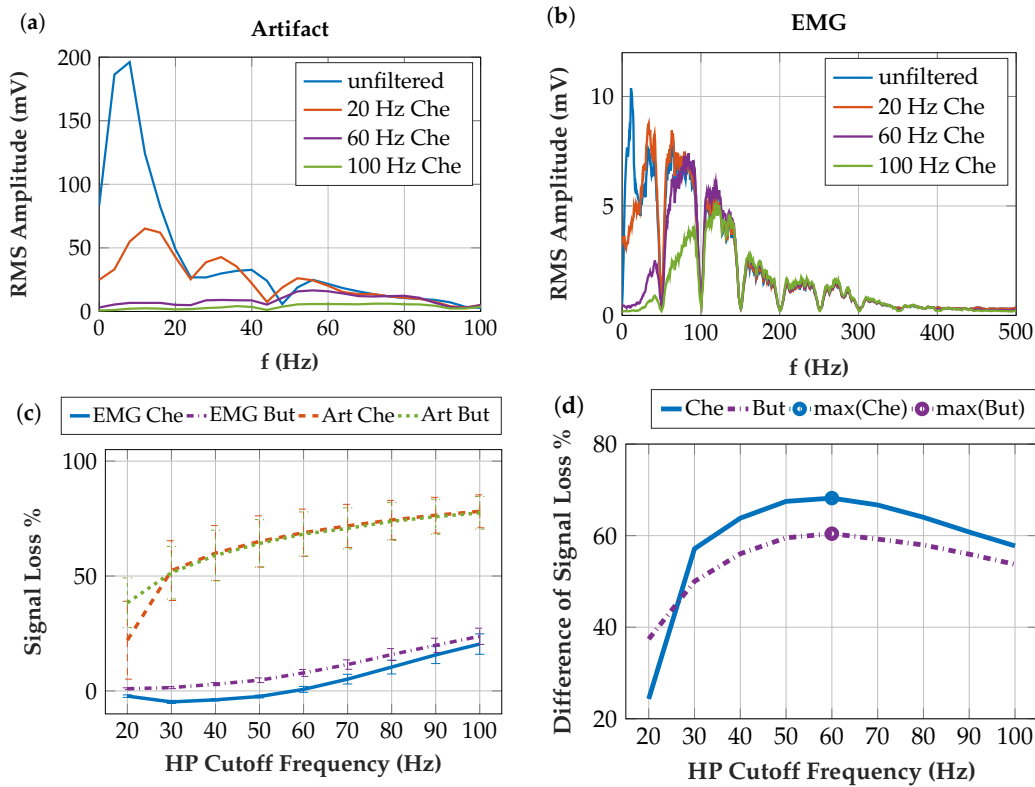 (a)
Artifact
200
150
100
50
0
RMS Amplitude (mV)
unfiltered
20 Hz Che
60 Hz Che
100 Hz Che
0 20 40 60 80 100
f (Hz)
(b)
EMG
10
5
0
RMS Amplitude (mV)
unfiltered
20 Hz Che
60 Hz Che
100 Hz Che
0 100 200 300 400 500
f (Hz)
(c)
EMG Che EMG But Art Che Art But
100
50
0
Signal Loss %
20 30 40 50 60 70 80 90 100
HP Cutoff Frequency (Hz)
(d)
Che But max(Che) max(But)
80
60
40
20
Difference of Signal Loss %
20 30 40 50 60 70 80 90 100
HP Cutoff Frequency (Hz)